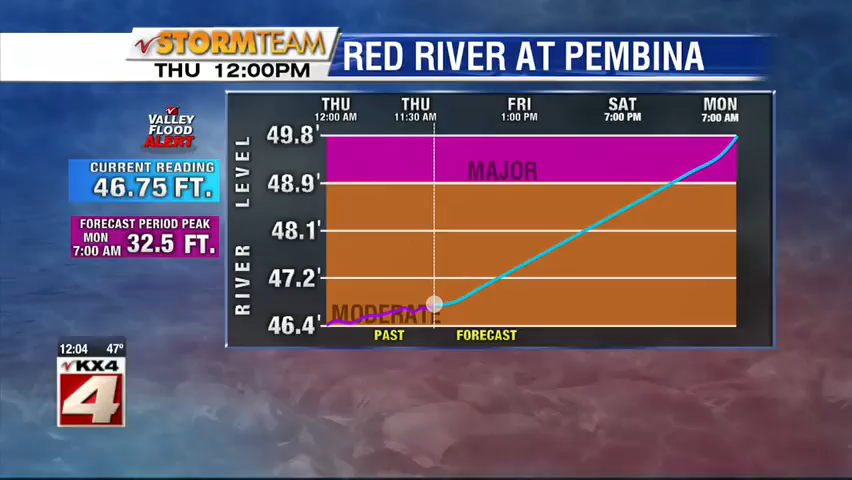 STORMTEAM
THU 12:00PM
RED RIVER AT PEMBINA
VALLEY
FLOOD
ALERT
CURRENT READING
46.75 FT.
FORECAST PERIOD PEAK
MON
7:00 AM
32.5 FT.
RIVER LEVEL
THU
12:00 AM
THU
11:30 AM
FRI
1:00 PM
SAT
7:00 PM
MON
7:00 AM
49.8'
48.9'
48.1'
47.2'
46.4'
MAJOR
MODERATE
PAST
FORECAST
12:04 47°
KX4
4